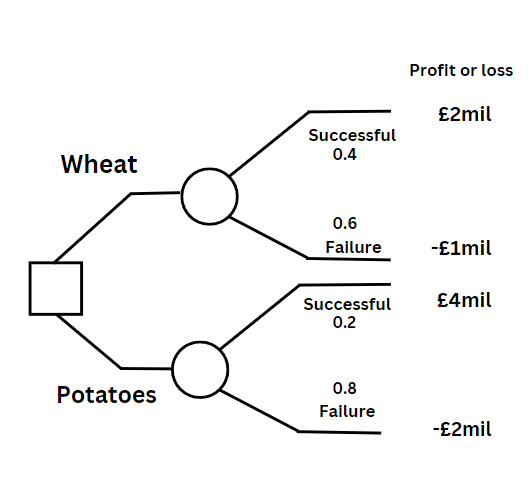 Profit or loss
£2mil
Successful
0.4
Wheat
0.6
Failure
-£1mil
£4mil
Successful
0.2
Potatoes
0.8
Failure
-£2mil